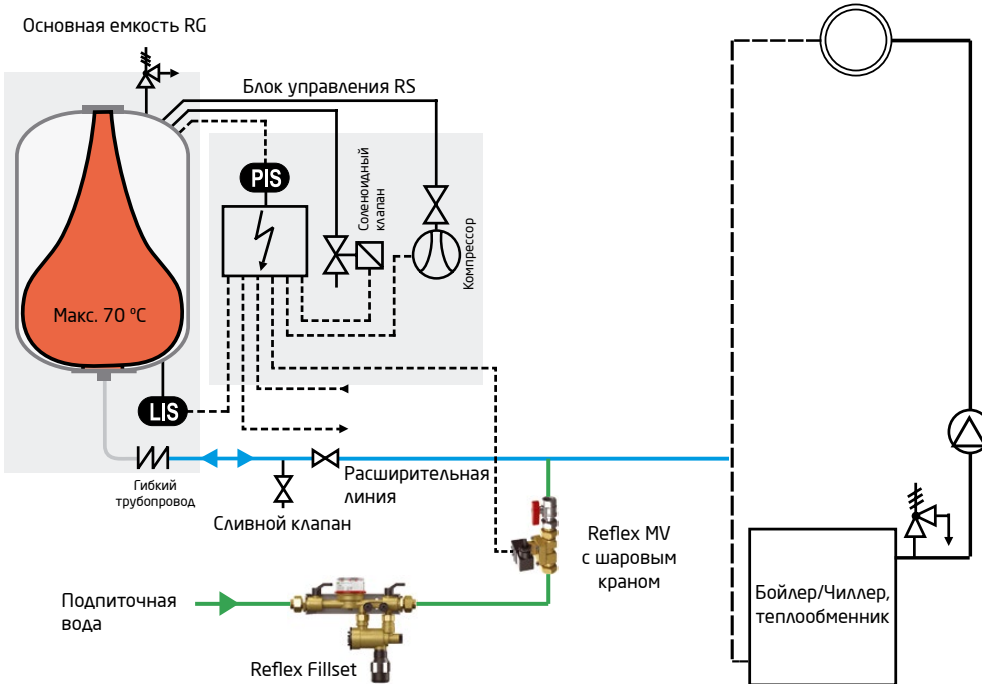 Основная емкость RG
Блок управления RS
PIS
Соленоидный
клапан
Компрессор
Макс. 70 °C
LIS
Гибкий
трубопровод
Расширительная
линия
Сливной клапан
Reflex MV
с шаровым
краном
Подпиточная
вода
Reflex Fillset
Бойлер/Чиллер,
теплообменник